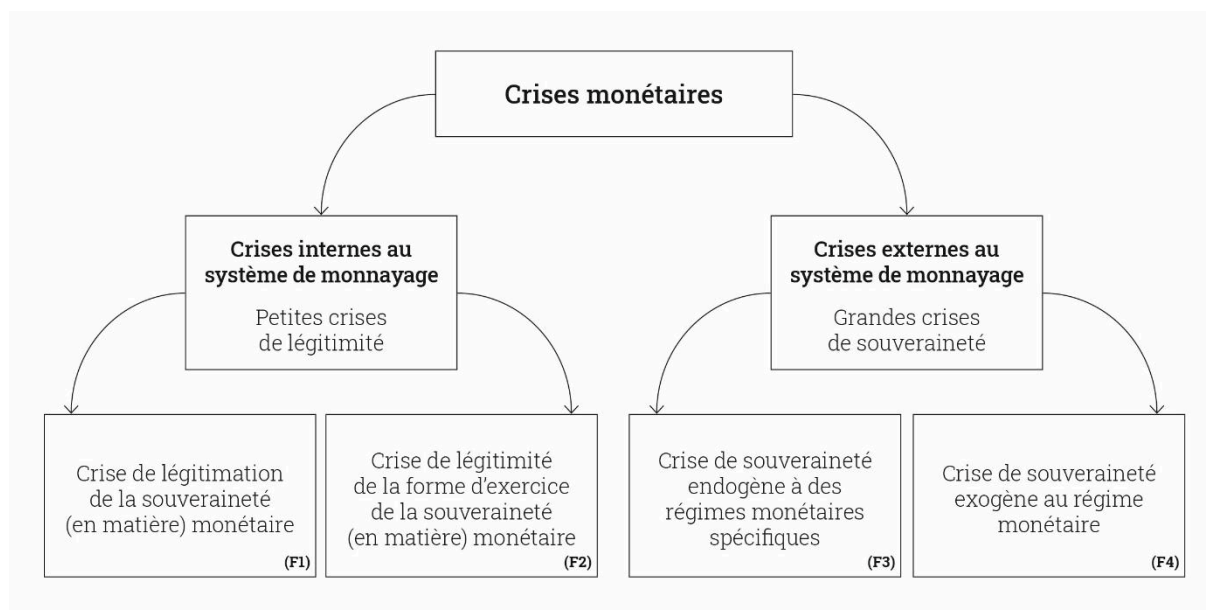 Crises monétaires
Crises internes au
système de monnayage
Petites crises
de légitimité
Crises externes au
système de monnayage
Grandes crises
de souveraineté
Crise de légitimation
de la souveraineté
(en matière) monétaire
(F1)
Crise de légitimité
de la forme d'exercice
de la souveraineté
(en matière) monétaire
(F2)
Crise de souveraineté
endogène à des
régimes monétaires
spécifiques
(F3)
Crise de souveraineté
exogène au régime
monétaire
(F4)